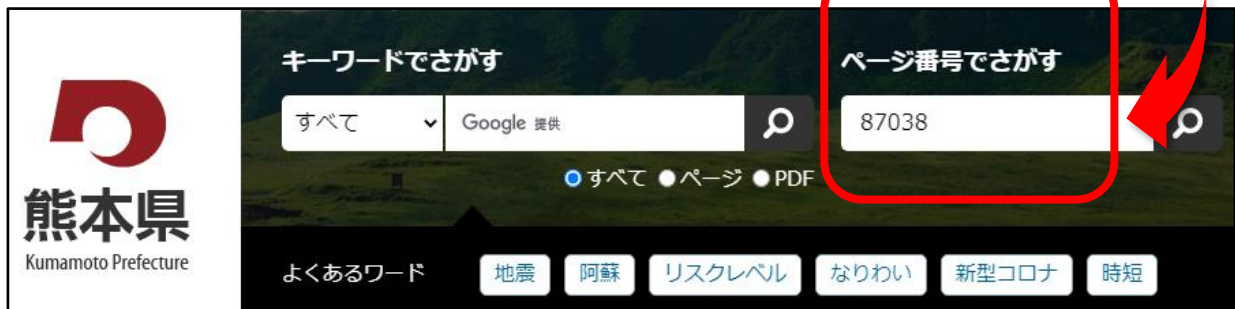 キーワードでさがす
ページ番号でさがす
すべて
Google 提供
87038
すべて ページ PDF
熊本県
Kumamoto Prefecture
よくあるワード 地震 阿蘇 リスクレベル なりわい 新型コロナ 時短